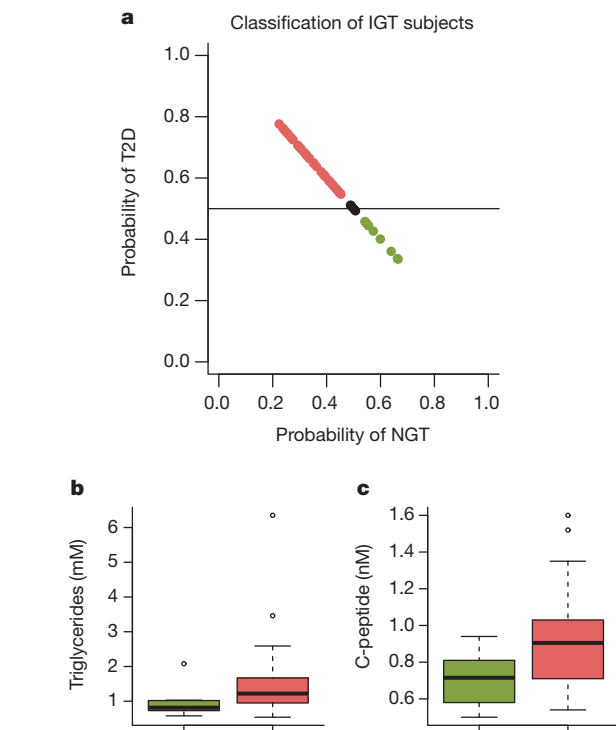 a
Classification of IGT subjects
1.0
0.8
0.6
0.4
0.2
0.0
Probability of T2D
0.0 0.2 0.4 0.6 0.8 1.0
Probability of NGT
b
6
5
4
3
2
1
Triglycerides (mM)
c
1.6
1.4
1.2
1.0
0.8
0.6
C-peptide (nM)